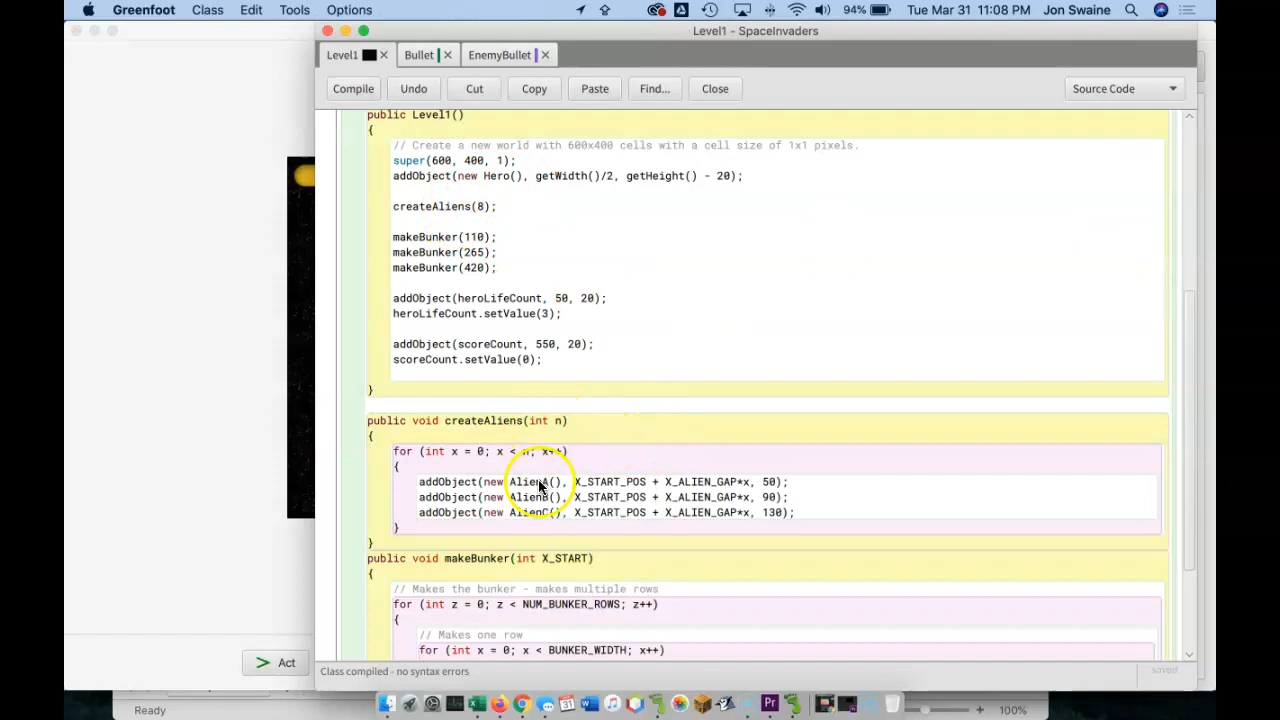 Greenfoot Class Edit Tools Options 94% Tue Mar 31 11:08 PM Jon Swaine
Level1 - SpaceInvaders
Level1 Bullet EnemyBullet
Compile Undo Cut Copy Paste Find... Close Source Code
public Level1()
{
// Create a new world with 600x400 cells with a cell size of 1x1 pixels.
super(600, 400, 1);
addObject(new Hero(), getWidth()/2, getHeight() - 20);
createAliens(8);
makeBunker(110);
makeBunker(265);
makeBunker(420);
addObject(heroLifeCount, 50, 20);
heroLifeCount.setValue(3);
addObject(scoreCount, 550, 20);
scoreCount.setValue(0);
}
public void createAliens(int n)
{
for (int x = 0; x < n; x++)
{
addObject(new AlienA(), X_START_POS + X_ALIEN_GAP*x, 50);
addObject(new AlienB(), X_START_POS + X_ALIEN_GAP*x, 90);
addObject(new AlienC(), X_START_POS + X_ALIEN_GAP*x, 130);
}
}
public void makeBunker(int X_START)
{
// Makes the bunker - makes multiple rows
for (int z = 0; z < NUM_BUNKER_ROWS; z++)
{
// Makes one row
for (int x = 0; x < BUNKER_WIDTH; x++)
Act
Class compiled - no syntax errors
saved
Ready
100%